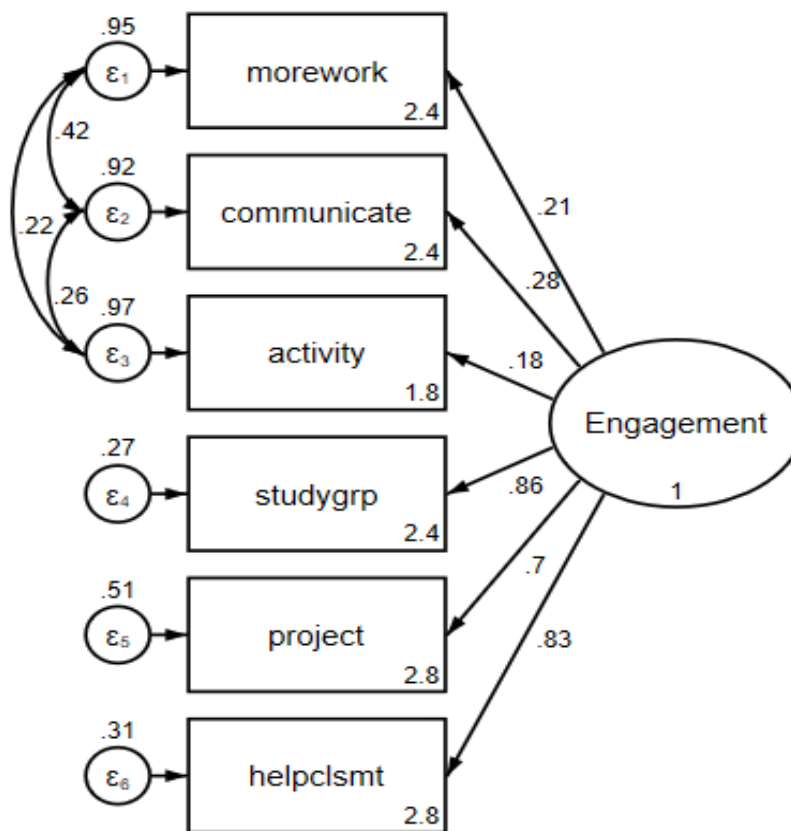 .95
ε₁
morework
2.4
.42
.21
.92
ε₂
communicate
2.4
.22
.28
.26
.97
ε₃
activity
1.8
.18
Engagement
1
.27
ε₄
studygrp
2.4
.86
.51
ε₅
project
2.8
.7
.83
.31
ε₆
helpclsmt
2.8